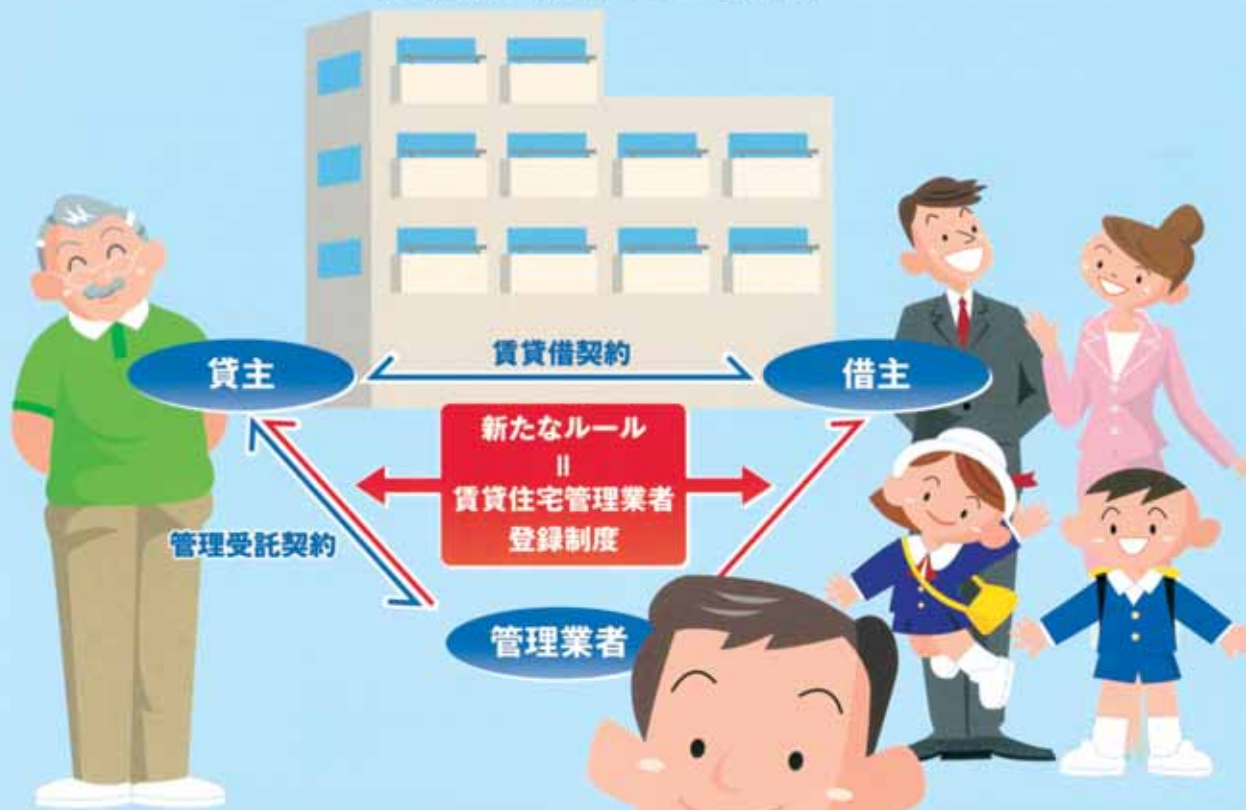 賃貸借契約
貸主
借主
新たなルール
＝
賃貸住宅管理業者
登録制度
管理受託契約
管理業者